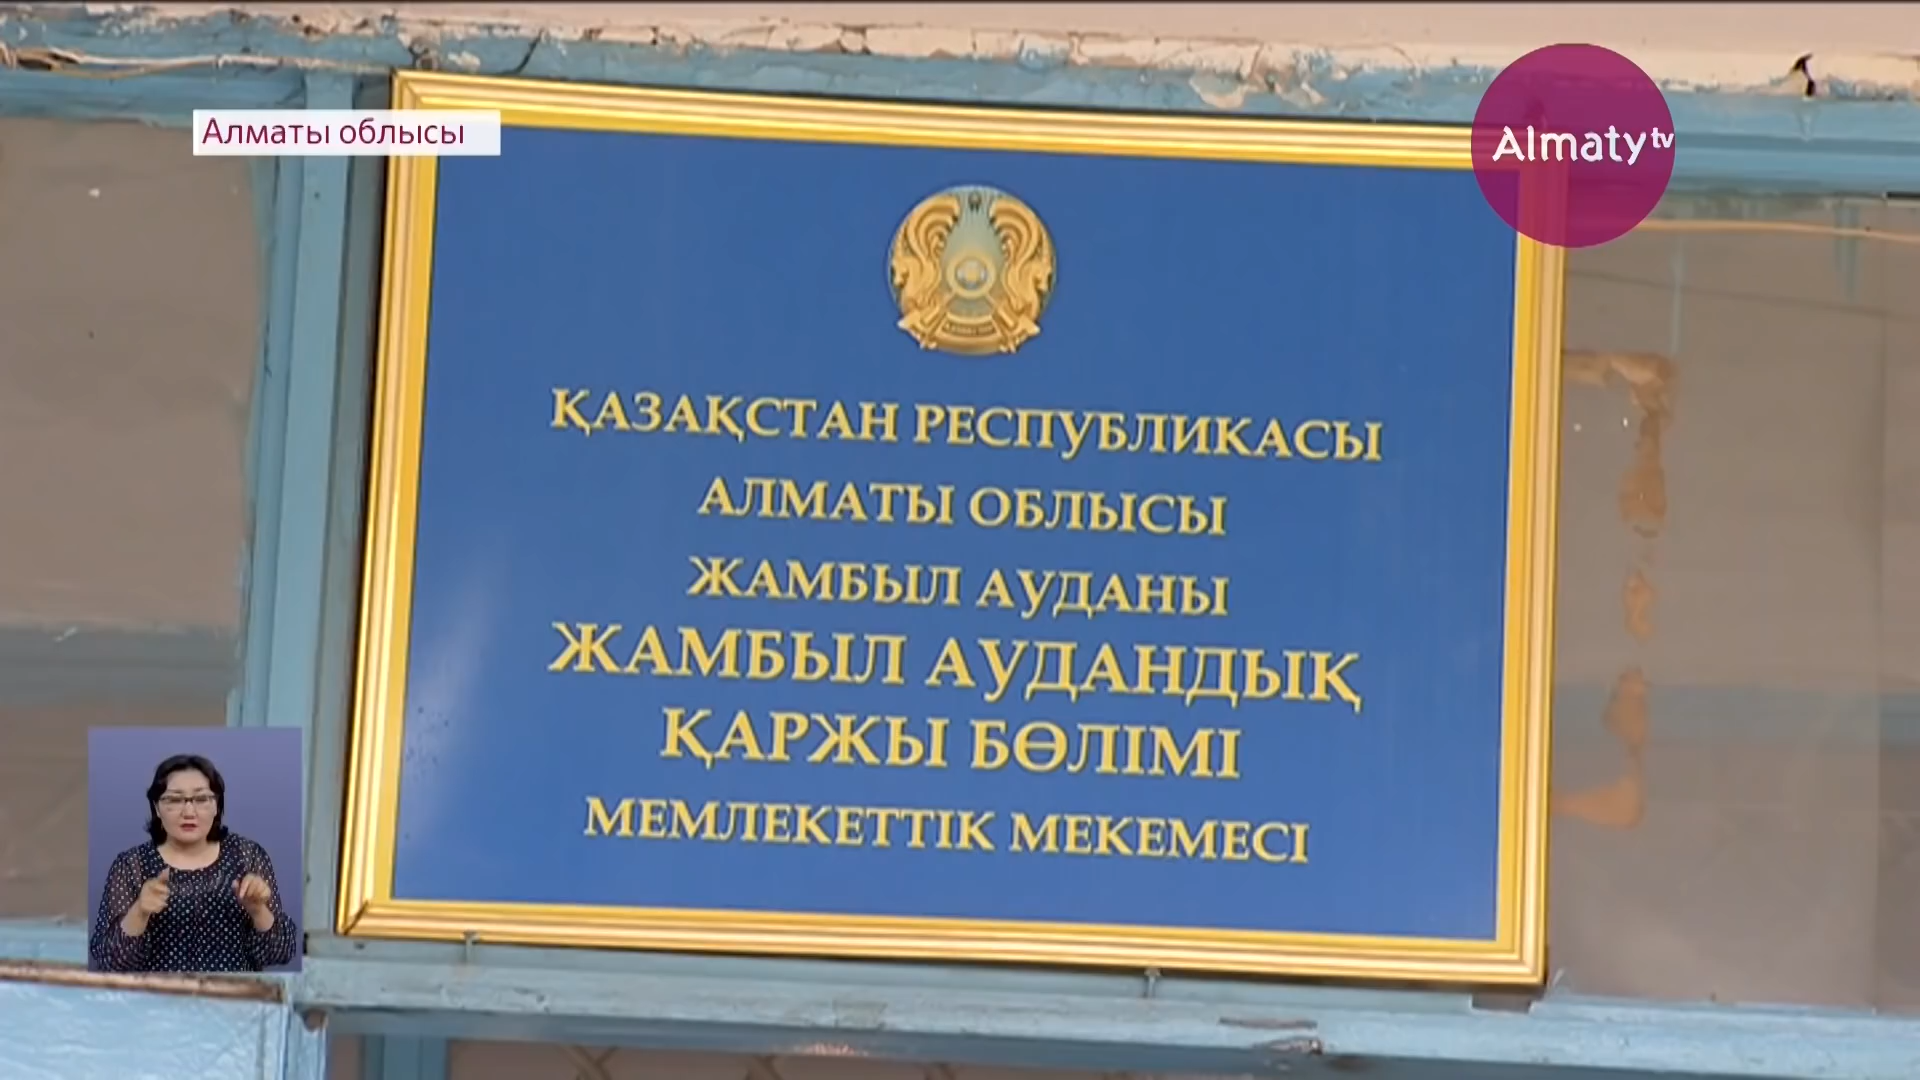 Алматы облысы
Almaty tv
ҚАЗАҚСТАН РЕСПУБЛИКАСЫ
АЛМАТЫ ОБЛЫСЫ
ЖАМБЫЛ АУДАНЫ
ЖАМБЫЛ АУДАНДЫҚ
ҚАРЖЫ БӨЛІМІ
МЕМЛЕКЕТТІК МЕКЕМЕСІ